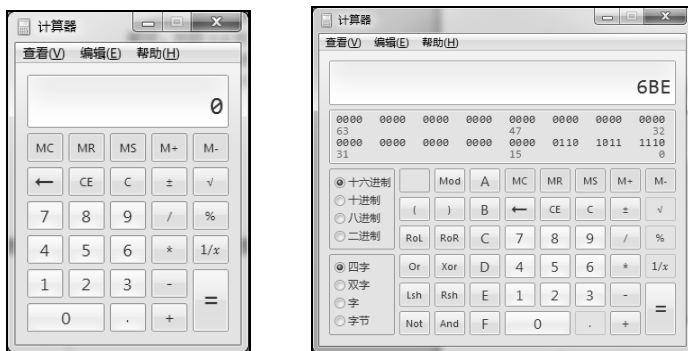 计算器
查看(V) 编辑(E) 帮助(H)
0
MC MR MS M+ M-
← CE C ± √
7 8 9 / %
4 5 6 * 1/x
1 2 3 - =
0 . +
计算器
查看(V) 编辑(E) 帮助(H)
6BE
0000 0000 0000 0000 0000 0000 0000 0000
63 47 32
0000 0000 0000 0000 0000 0110 1011 1110
31 15 0
十六进制 Mod A MC MR MS M+ M-
十进制
八进制 ( ) B ← CE C ± √
二进制 RoL RoR C 7 8 9 / %
四字 Or Xor D 4 5 6 * 1/x
双字
字 Lsh Rsh E 1 2 3 - =
字节 Not And F 0 . +